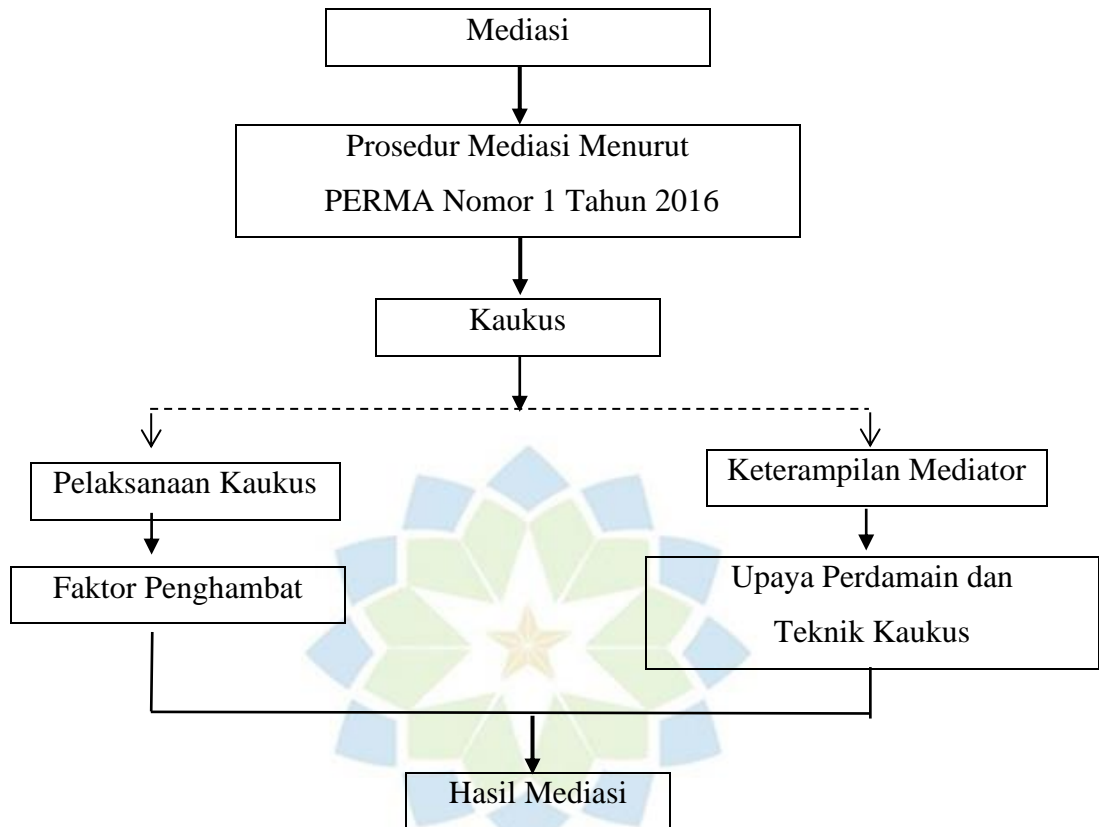 Mediasi
Prosedur Mediasi Menurut
PERMA Nomor 1 Tahun 2016
Kaukus
Pelaksanaan Kaukus
Keterampilan Mediator
Faktor Penghambat
Upaya Perdamain dan
Teknik Kaukus
Hasil Mediasi